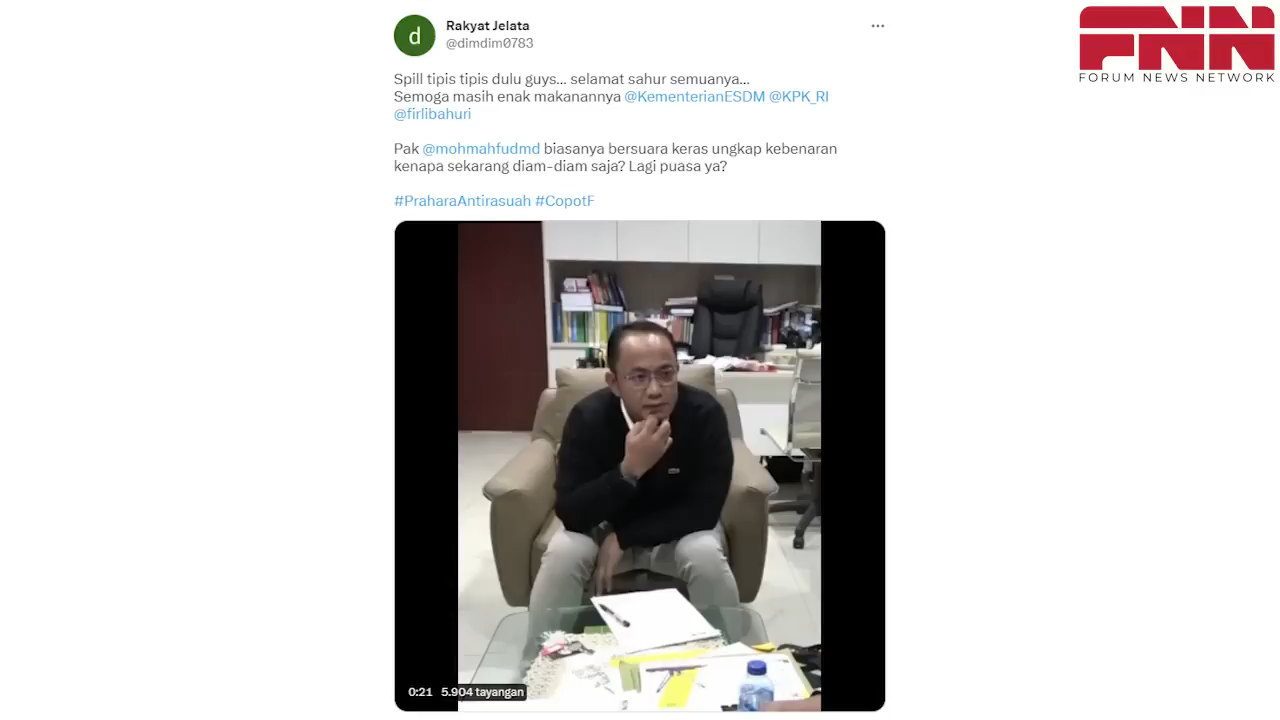 Rakyat Jelata
@dimdim0783
d
FNN
FORUM NEWS NETWORK
Spill tipis tipis dulu guys... selamat sahur semuanya...
Semoga masih enak makanannya @KementerianESDM @KPK_RI
@firlibahuri
Pak @mohmahfudmd biasanya bersuara keras ungkap kebenaran
kenapa sekarang diam-diam saja? Lagi puasa ya?
#PraharaAntirasuah #CopotF
0:21 5.904 tayangan